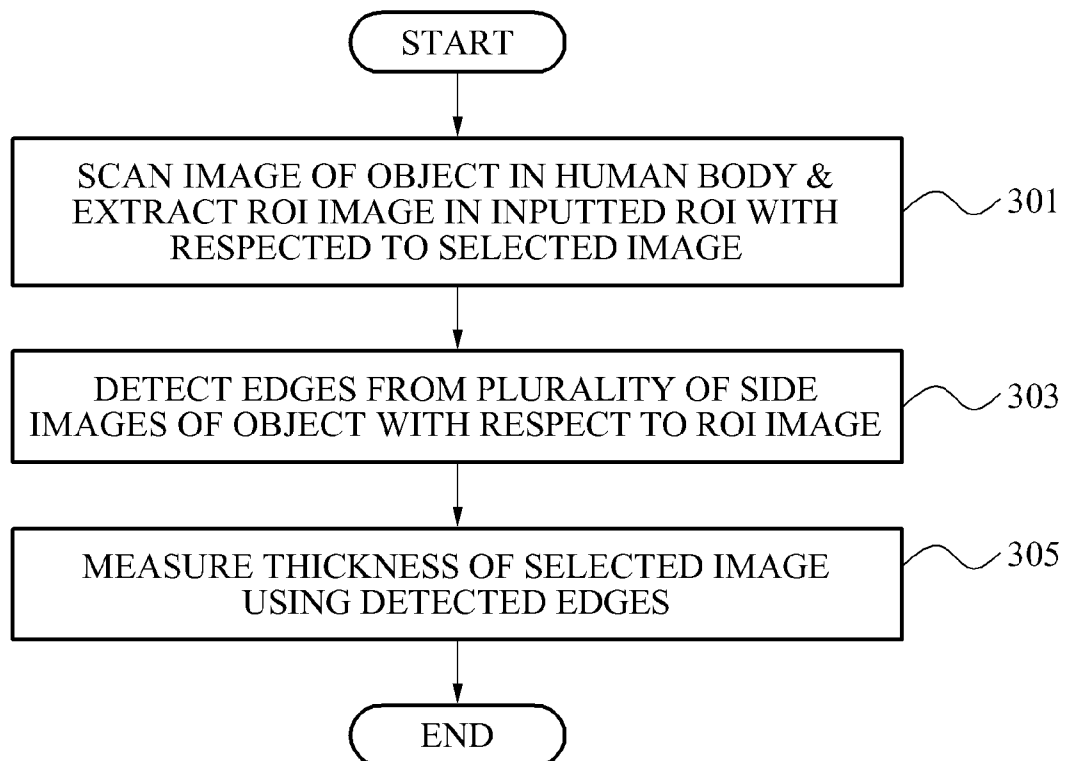 START
SCAN IMAGE OF OBJECT IN HUMAN BODY &
EXTRACT ROI IMAGE IN INPUTTED ROI WITH
RESPECTED TO SELECTED IMAGE
301
DETECT EDGES FROM PLURALITY OF SIDE
IMAGES OF OBJECT WITH RESPECT TO ROI IMAGE
303
MEASURE THICKNESS OF SELECTED IMAGE
USING DETECTED EDGES
305
END